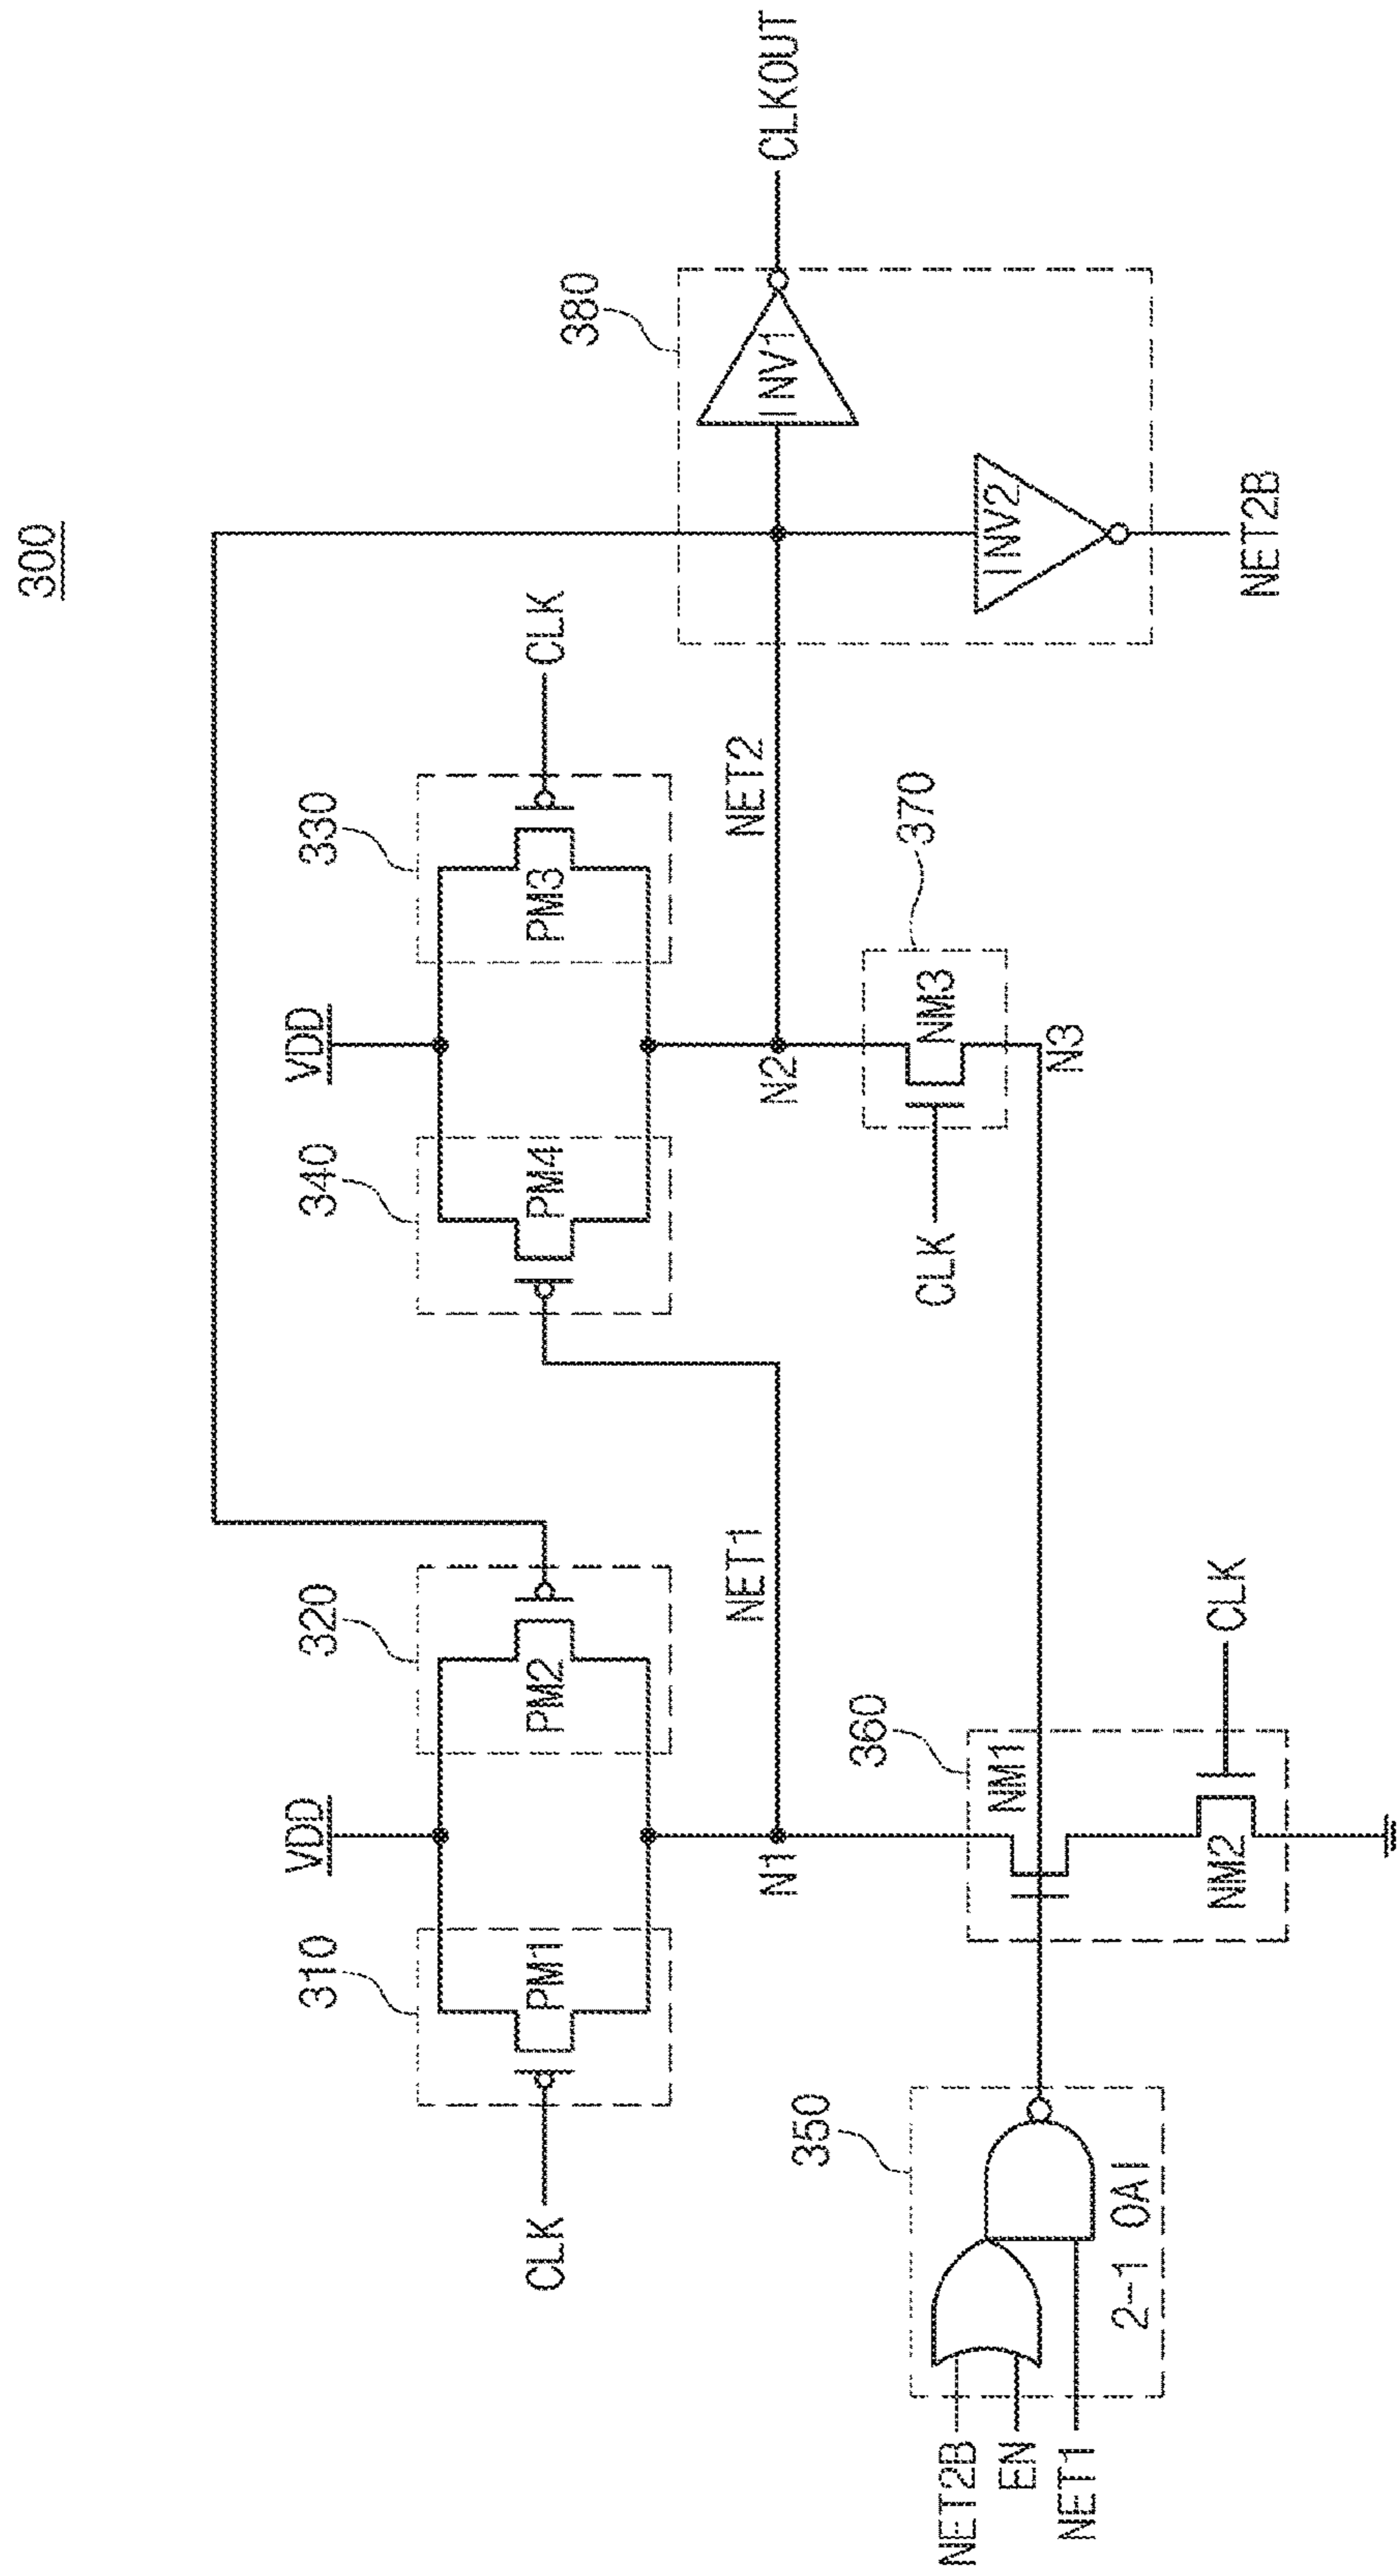 300
VDD
VDD
310
320
340
330
CLK
PM1
PM2
PM4
PM3
CLK
380
N1
NET1
N2
NET2
INV1
CLKOUT
350
360
370
NET2B
EN
NET1
2-1 OAI
NM1
CLK
NM3
N3
INV2
NM2
CLK
NET2B